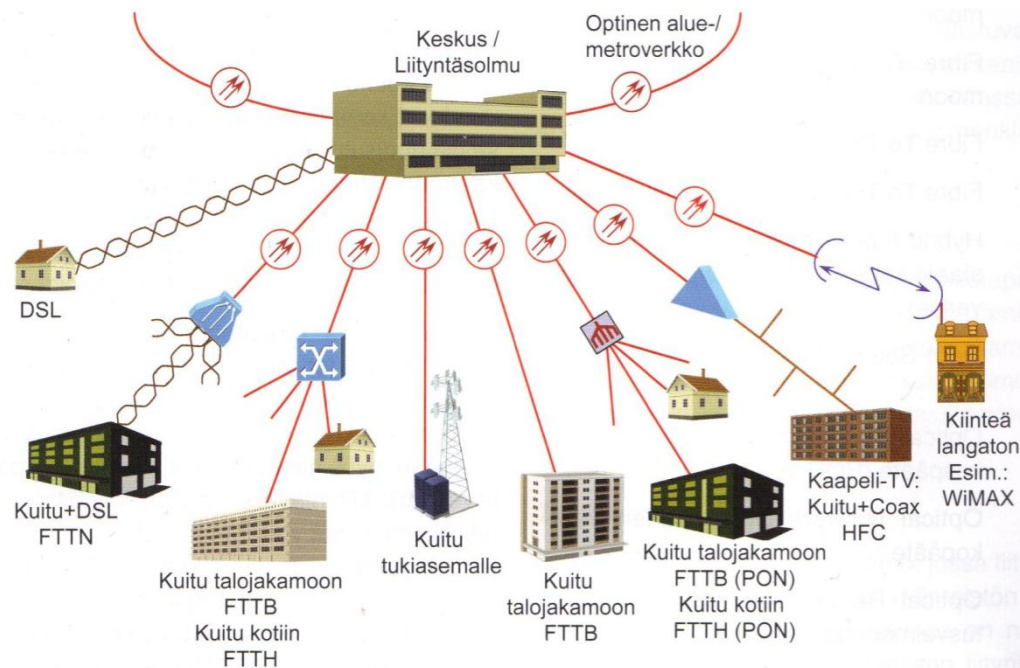 Keskus /
Liityntäsolmu
Optinen alue-/
metroverkko
DSL
Kuitu+DSL
FTTN
Kuitu talojakamoon
FTTB
Kuitu kotiin
FTTH
Kuitu
tukiasemalle
Kuitu
talojakamoon
FTTB
Kuitu talojakamoon
FTTB (PON)
Kuitu kotiin
FTTH (PON)
Kaapeli-TV:
Kuitu+Coax
HFC
Kiinteä
langaton
Esim.:
WiMAX